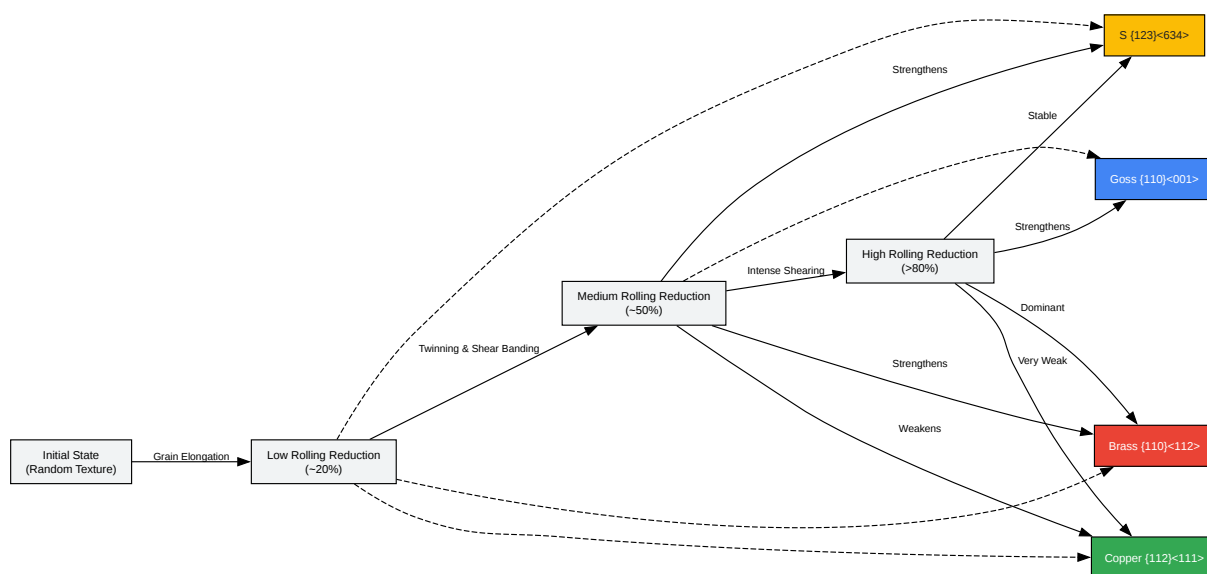 S {123}<634>
Strengthens
Stable
Goss {110}<001>
Strengthens
High Rolling Reduction
(>80%)
Intense Shearing
Medium Rolling Reduction
(~50%)
Dominant
Twinning & Shear Banding
Very Weak
Strengthens
Weakens
Brass {110}<112>
Initial State
(Random Texture)
Grain Elongation
Low Rolling Reduction
(~20%)
Copper {112}<111>